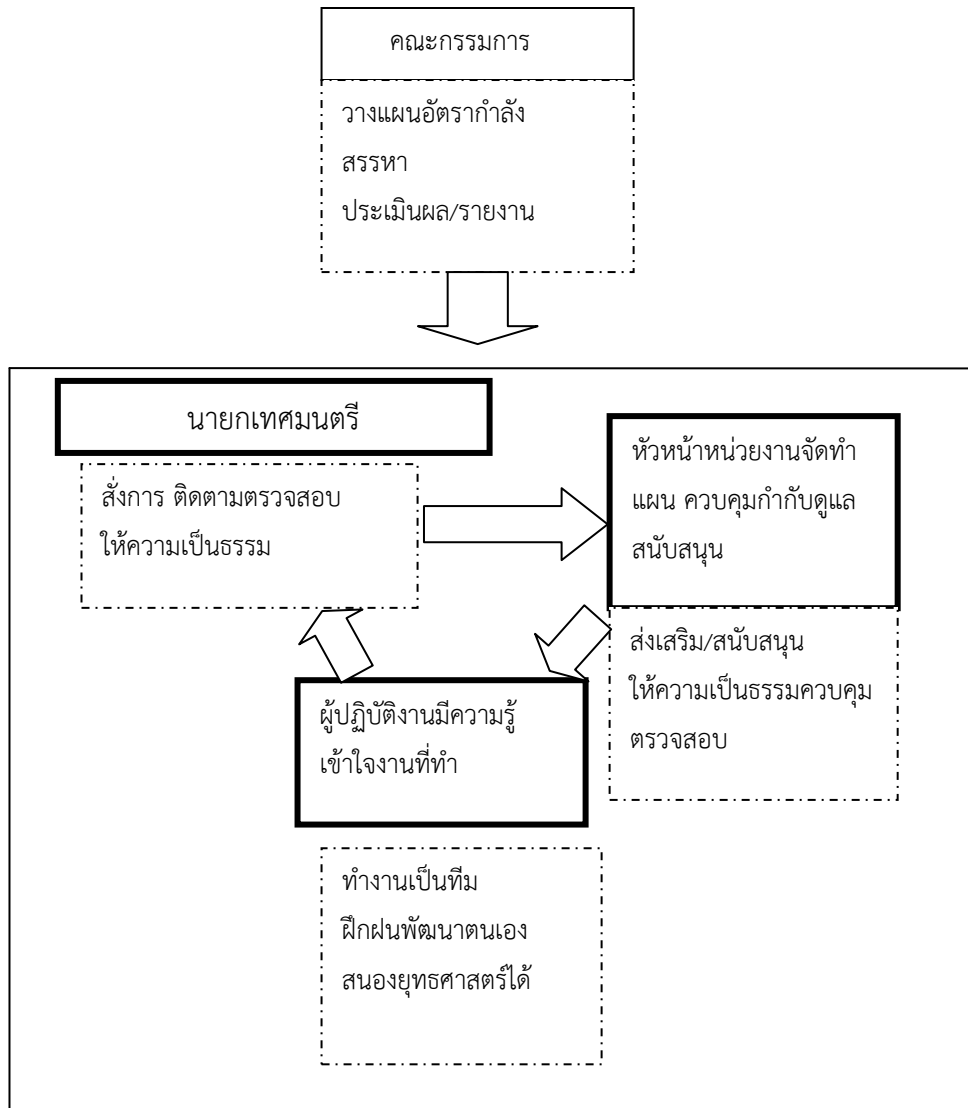 คณะกรรมการ
วางแผนอัตรากำลัง
สรรหา
ประเมินผล/รายงาน
นายกเทศมนตรี
สั่งการ ติดตามตรวจสอบ
ให้ความเป็นธรรม
หัวหน้าหน่วยงานจัดทำ
แผน ควบคุมกำกับดูแล
สนับสนุน
ส่งเสริม/สนับสนุน
ให้ความเป็นธรรมควบคุม
ตรวจสอบ
ผู้ปฏิบัติงานมีความรู้
เข้าใจงานที่ทำ
ทำงานเป็นทีม
ฝึกฝนพัฒนาตนเอง
สนองยุทธศาสตร์ได้